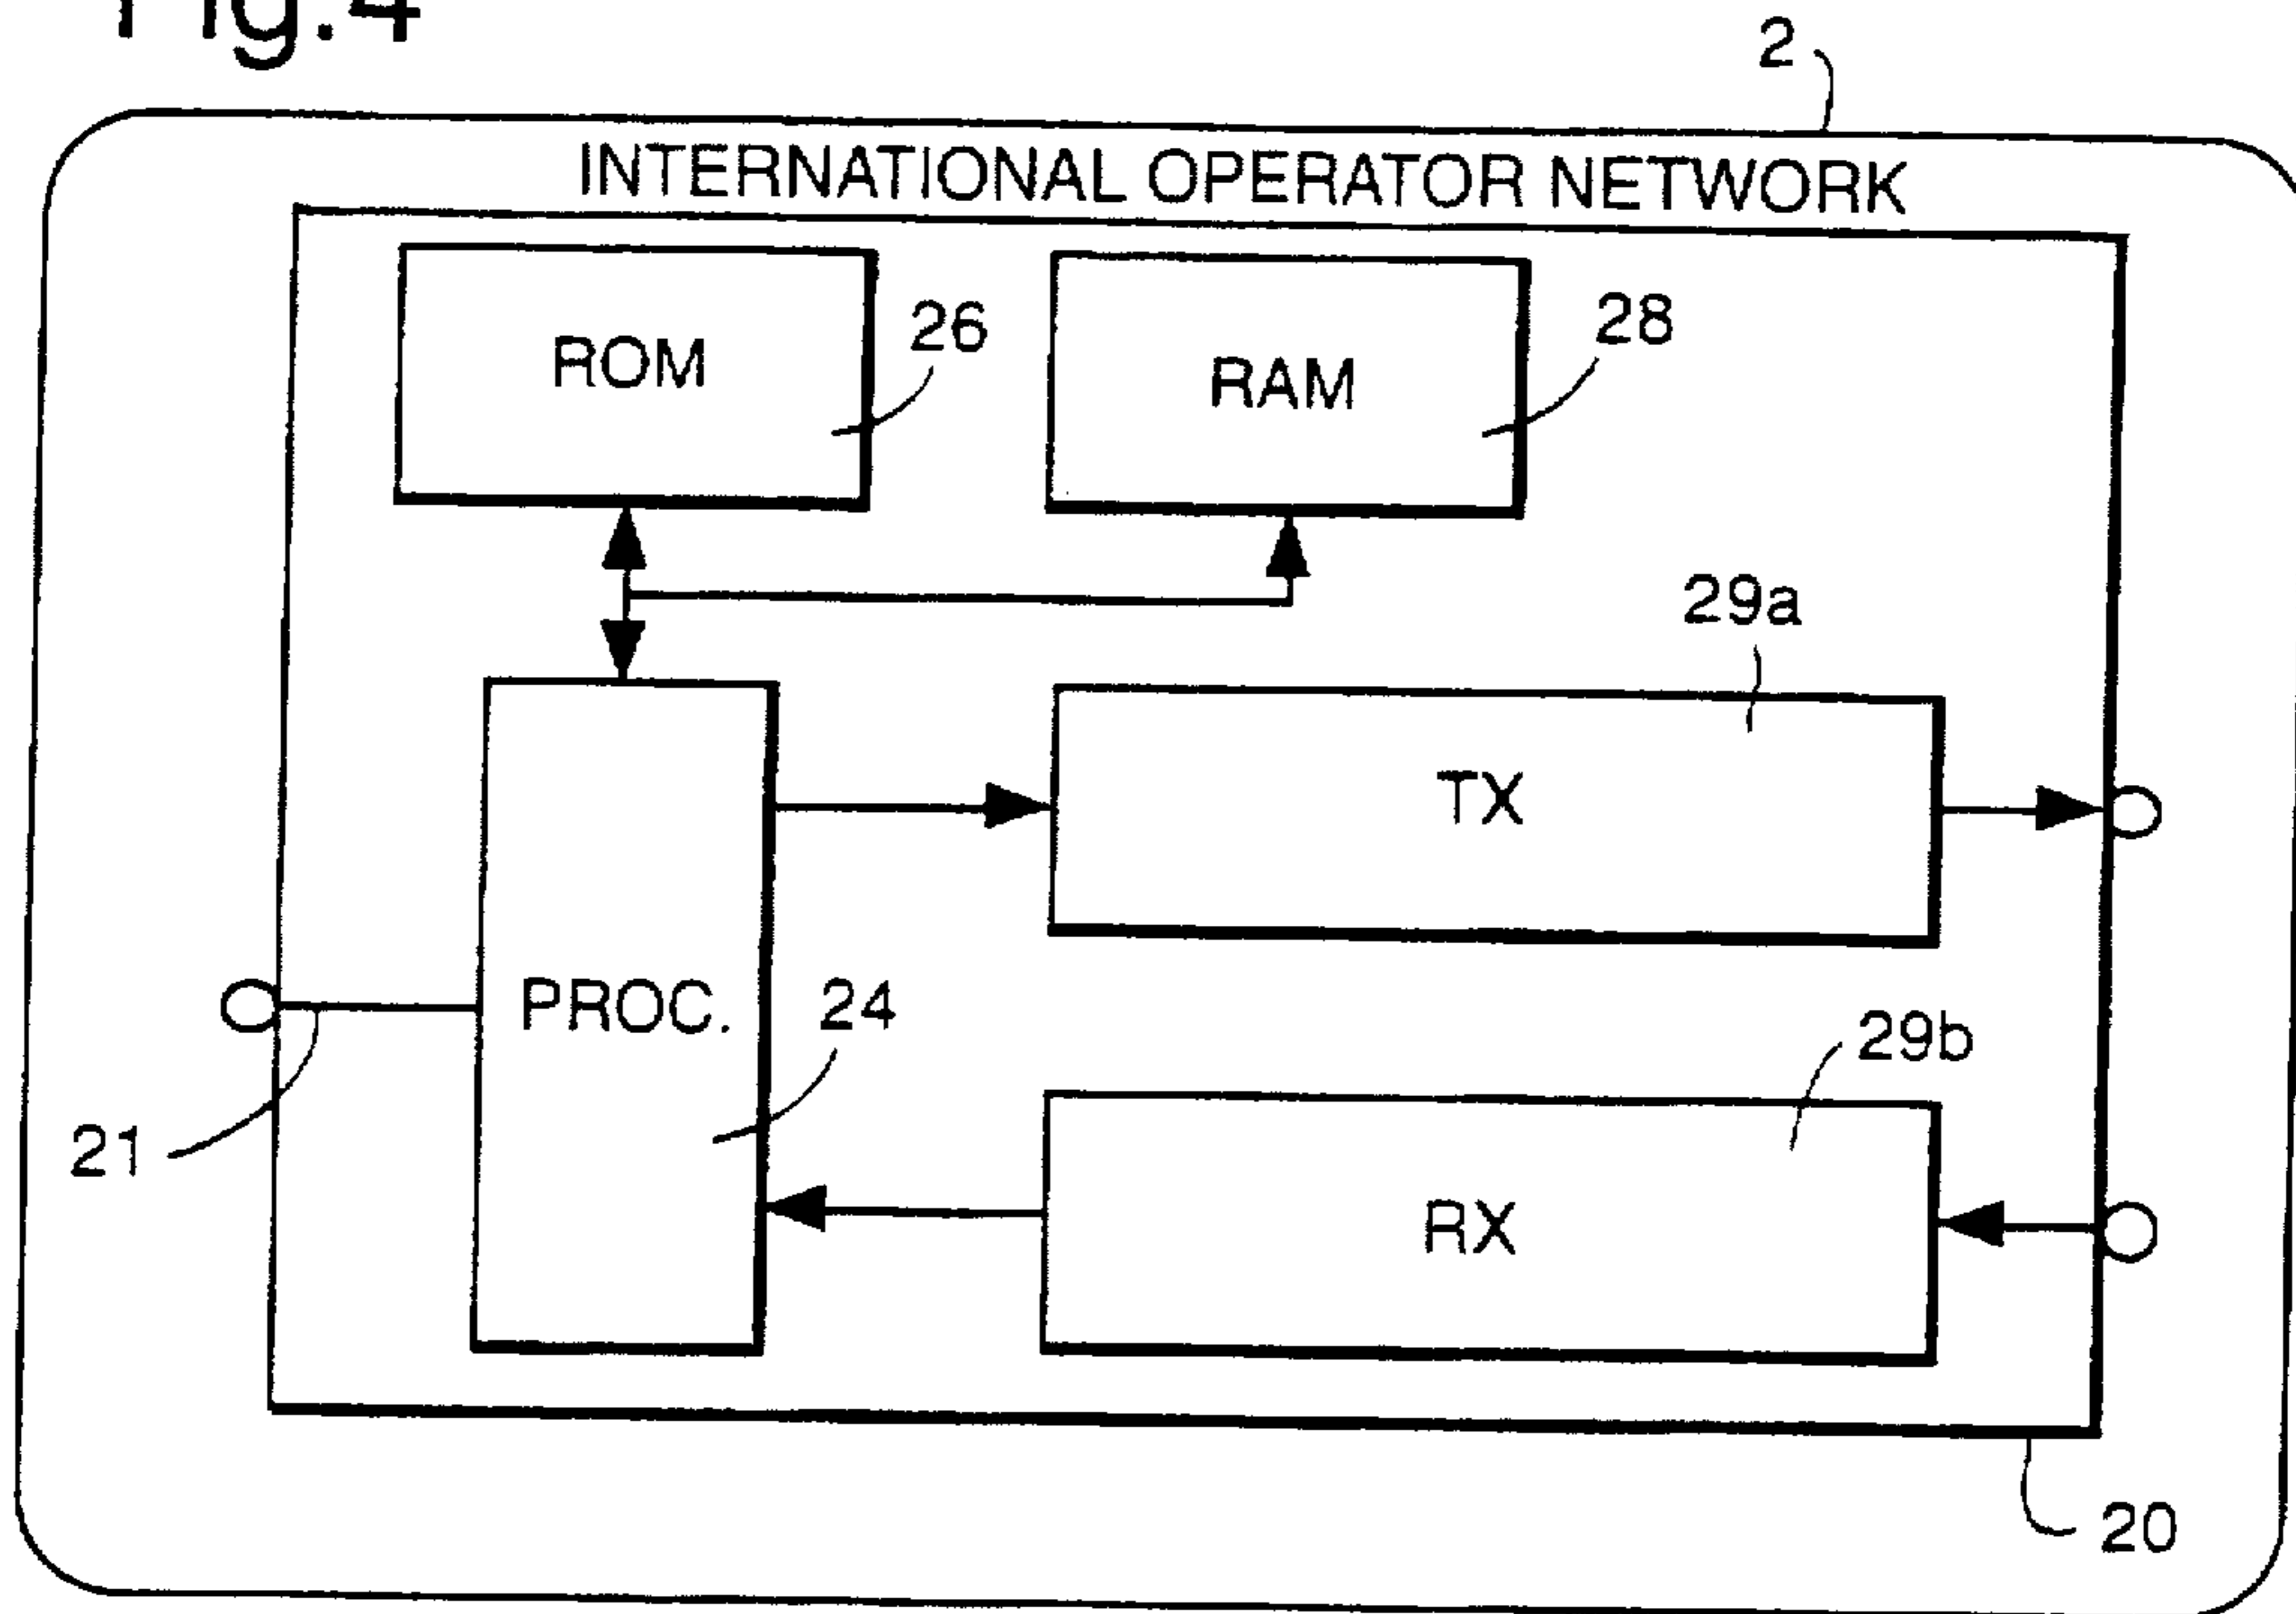 Fig.4
2
INTERNATIONAL OPERATOR NETWORK
ROM
26
RAM
28
29a
TX
PROC.
24
29b
21
RX
20